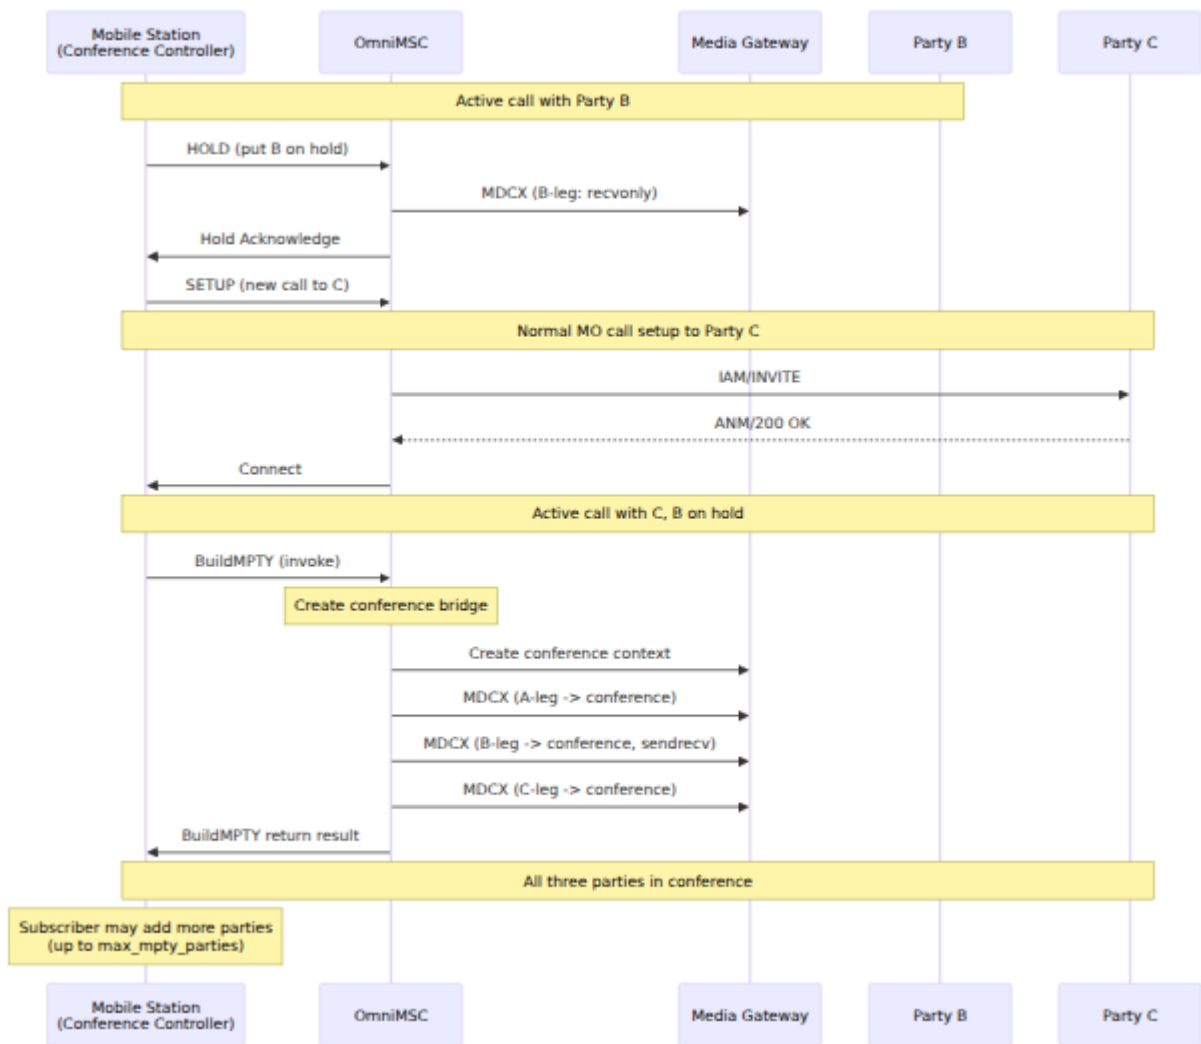 Mobile Station
(Conference Controller)
OmniMSC
Media Gateway
Party B
Party C
Active call with Party B
HOLD (put B on hold)
MDCX (B-leg: recvonly)
Hold Acknowledge
SETUP (new call to C)
Normal MO call setup to Party C
IAM/INVITE
ANM/200 OK
Connect
Active call with C, B on hold
BuildMPTY (invoke)
Create conference bridge
Create conference context
MDCX (A-leg -> conference)
MDCX (B-leg -> conference, sendrecv)
MDCX (C-leg -> conference)
BuildMPTY return result
All three parties in conference
Subscriber may add more parties
(up to max_mpty_parties)
Mobile Station
(Conference Controller)
OmniMSC
Media Gateway
Party B
Party C